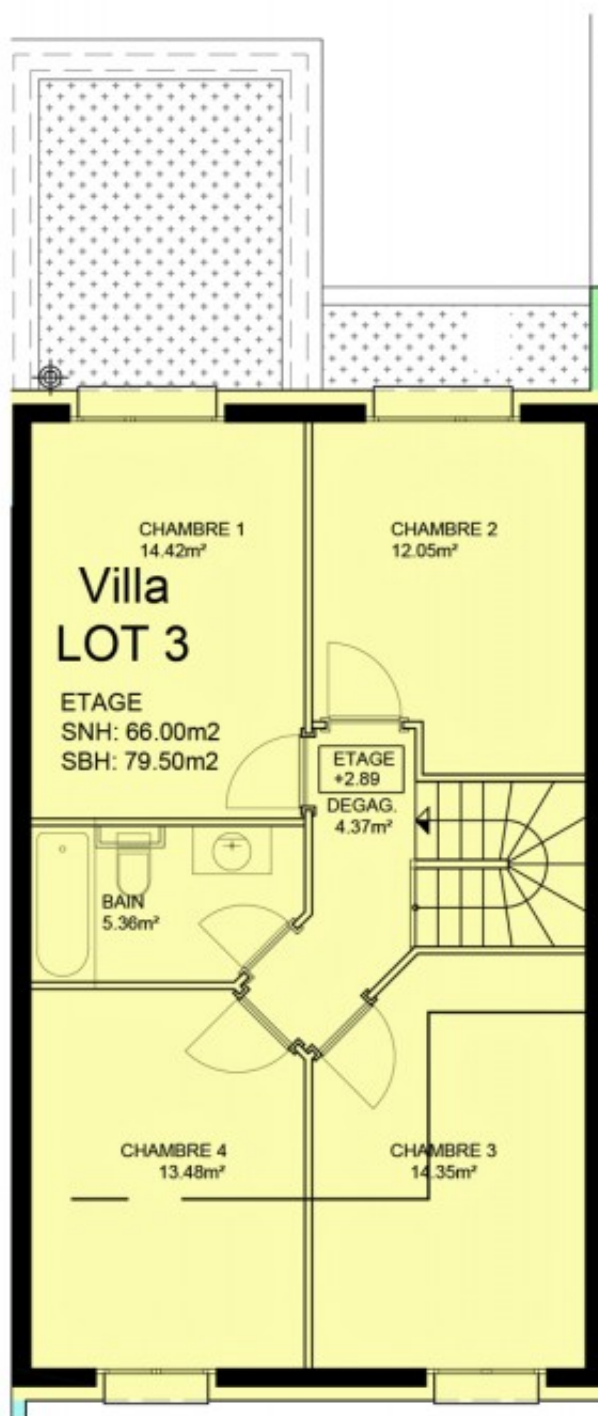 CHAMBRE 1
14.42m²
CHAMBRE 2
12.05m²
Villa
LOT 3
ETAGE
SNH: 66.00m2
SBH: 79.50m2
ETAGE
+2.89
DEGAG.
4.37m²
BAIN
5.36m²
CHAMBRE 4
13.48m²
CHAMBRE 3
14.35m²